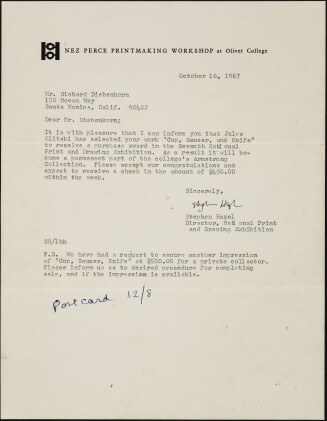 NEZ PERCE PRINTMAKING WORKSHOP at Olivet College
October 16, 1967
Mr. Richard Diebenkorn
150 Ocean Way
Santa Monica, Calif. 90402
Dear Mr. Diebenkorn:
It is with pleasure that I can inform you that Jules
Olitski has selected your work "Cup, Saucer, and Knife"
to receive a purchase award in the Seventh National
Print and Drawing Exhibition. As a result it will be-
come a permanent part of the college's Armstrong
Collection. Please accept our congratulations and
expect to receive a check in the amount of $450.00
within the week.
Sincerely,
Stephen Hazel
Stephen Hazel
Director, National Print
and Drawing Exhibition
SH/lhh
P.S. We have had a request to secure another impression
of "Cup, Saucer, Knife" at $500.00 for a private collector.
Please inform us as to desired procedure for completing
sale, and if the impression is available.
Postcard 12/8